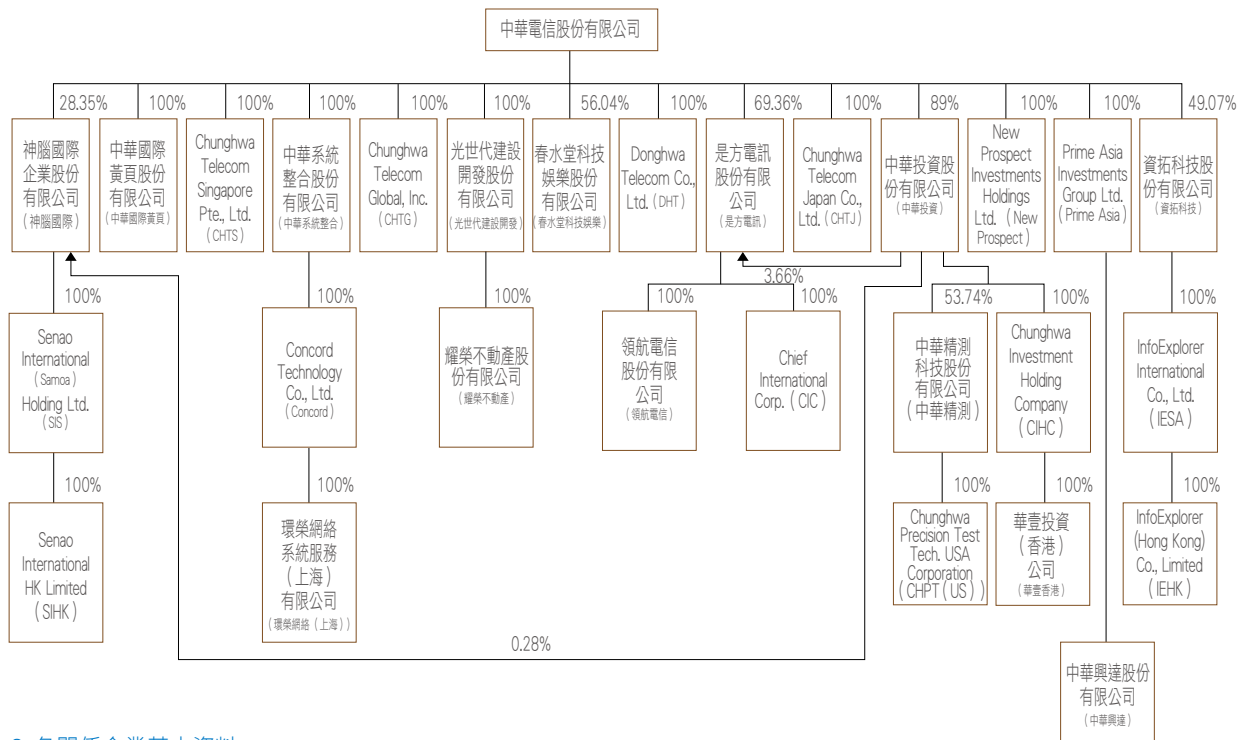 中華電信股份有限公司
28.35%
100%
100%
100%
100%
100%
56.04%
100%
69.36%
100%
89%
100%
100%
49.07%
神腦國際
企業股份
有限公司
(神腦國際)
中華國際
黃頁股份
有限公司
(中華國際黃頁)
Chunghwa
Telecom
Singapore
Pte., Ltd.
(CHTS)
中華系統
整合股份
有限公司
(中華系統整合)
Chunghwa
Telecom
Global, Inc.
(CHTG)
光世代建設
開發股份
有限公司
(光世代建設開發)
春水堂科技
娛樂股份
有限公司
(春水堂科技娛樂)
Donghwa
Telecom Co.,
Ltd. (DHT)
是方電訊
股份有限
公司
(是方電訊)
Chunghwa
Telecom
Japan Co.,
Ltd. (CHTJ)
中華投資股
份有限公司
(中華投資)
New
Prospect
Investments
Holdings
Ltd. (New
Prospect)
Prime Asia
Investments
Group Ltd.
(Prime Asia)
資拓科技股
份有限公司
(資拓科技)
3.66%
100%
100%
100%
100%
100%
53.74%
100%
100%
Senao
International
(Samoa)
Holding Ltd.
(SIS)
Concord
Technology
Co., Ltd.
(Concord)
耀榮不動產股
份有限公司
(耀榮不動產)
領航電信
股份有限
公司
(領航電信)
Chief
International
Corp. (CIC)
中華精測
科技股份
有限公司
(中華精測)
Chunghwa
Investment
Holding
Company
(CIHC)
InfoExplorer
International
Co., Ltd.
(IESA)
100%
100%
100%
100%
100%
Senao
International
HK Limited
(SIHK)
環榮網絡
系統服務
(上海)
有限公司
(環榮網絡(上海))
Chunghwa
Precision Test
Tech. USA
Corporation
(CHPT(US))
華壹投資
(香港)
公司
(華壹香港)
InfoExplorer
(Hong Kong)
Co., Limited
(IEHK)
0.28%
中華興達股份
有限公司
(中華興達)